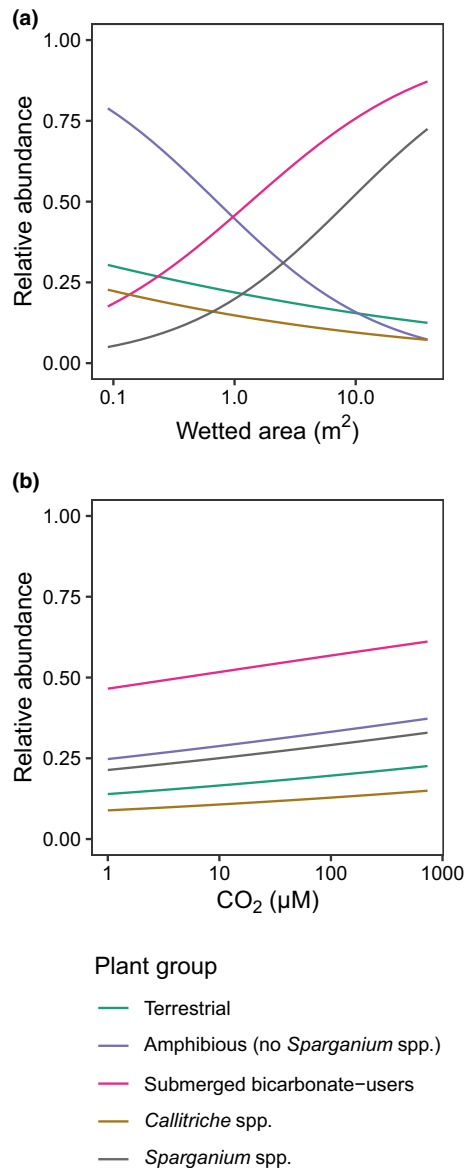 (a)
Relative abundance
1.00
0.75
0.50
0.25
0.00
0.1 1.0 10.0
Wetted area (m²)
(b)
Relative abundance
1.00
0.75
0.50
0.25
0.00
1 10 100 1000
CO₂ (µM)
Plant group
Terrestrial
Amphibious (no Sparganium spp.)
Submerged bicarbonate−users
Callitriche spp.
Sparganium spp.